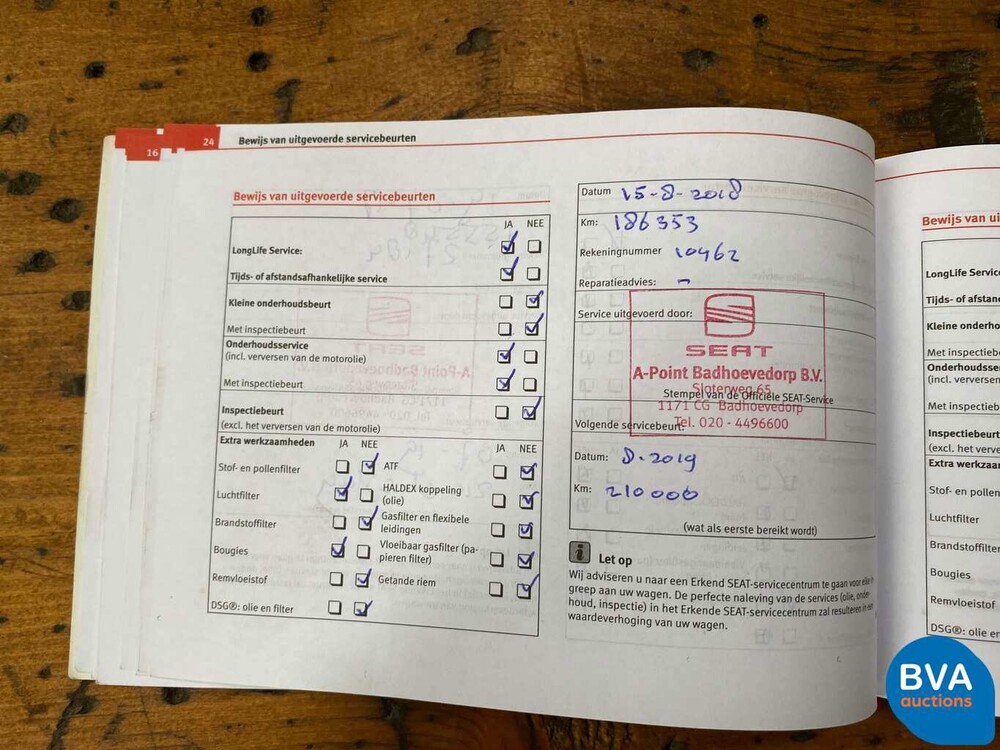 16
24
Bewijs van uitgevoerde servicebeurten
Bewijs van uitgevoerde servicebeurten
JA NEE
LongLife Service:
Tijds- of afstandsafhankelijke service
Kleine onderhoudsbeurt
Met inspectiebeurt
Onderhoudsservice
(incl. verversen van de motorolie)
Met inspectiebeurt
Inspectiebeurt
(excl. het verversen van de motorolie)
Extra werkzaamheden JA NEE
JA NEE
Stof- en pollenfilter
ATF
Luchtfilter
HALDEX koppeling
(olie)
Brandstoffilter
Gasfilter en flexibele
leidingen
Bougies
Vloeibaar gasfilter (pa-
pieren filter)
Remvloeistof
Getande riem
DSG®: olie en filter
Datum 15-8-2018
Km: 186353
Rekeningnummer 10462
Reparatieadvies: -
Service uitgevoerd door:
SEAT
A-Point Badhoevedorp B.V.
Sloterweg 65
Stempel van de Officiële SEAT-Service
1171 CG Badhoevedorp
Tel. 020 - 4496600
Volgende servicebeurt:
Datum: 8-2019
Km: 210000
(wat als eerste bereikt wordt)
i Let op
Wij adviseren u naar een Erkend SEAT-servicecentrum te gaan voor elke
greep aan uw wagen. De perfecte naleving van de services (olie, onder-
houd, inspectie) in het Erkende SEAT-servicecentrum zal resulteren in
waardeverhoging van uw wagen.
Bewijs van ui
LongLife Servic
Tijds- of afstan
Kleine onderho
Met inspectiebe
Onderhoudsser
(incl. verversen
Met inspectiebe
Inspectiebeurt
(excl. het verve
Extra werkzaam
Stof- en pollen
Luchtfilter
Brandstoffilter
Bougies
Remvloeistof
DSG®: olie en
BVA
auctions